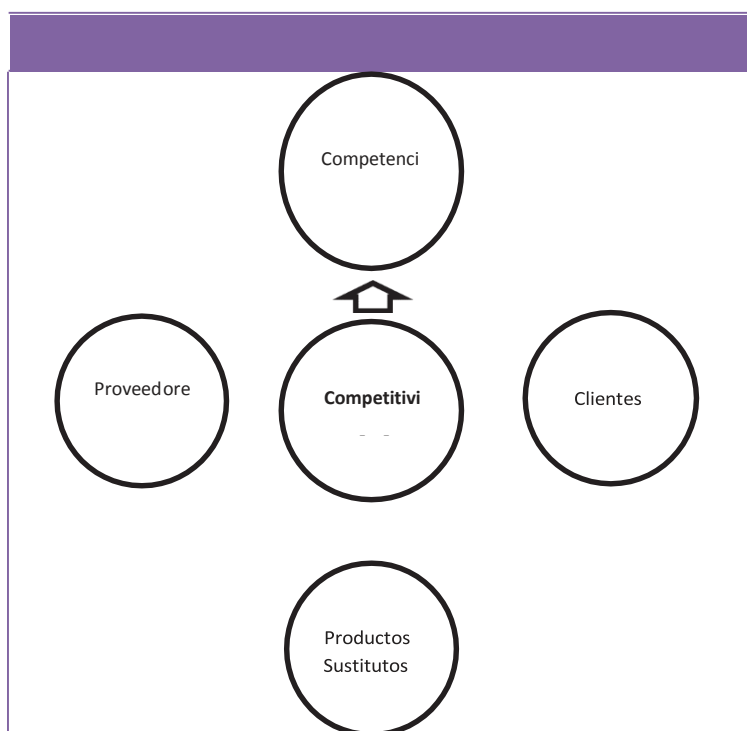 Competenci
Proveedore
Competitivi
Clientes
Productos
Sustitutos